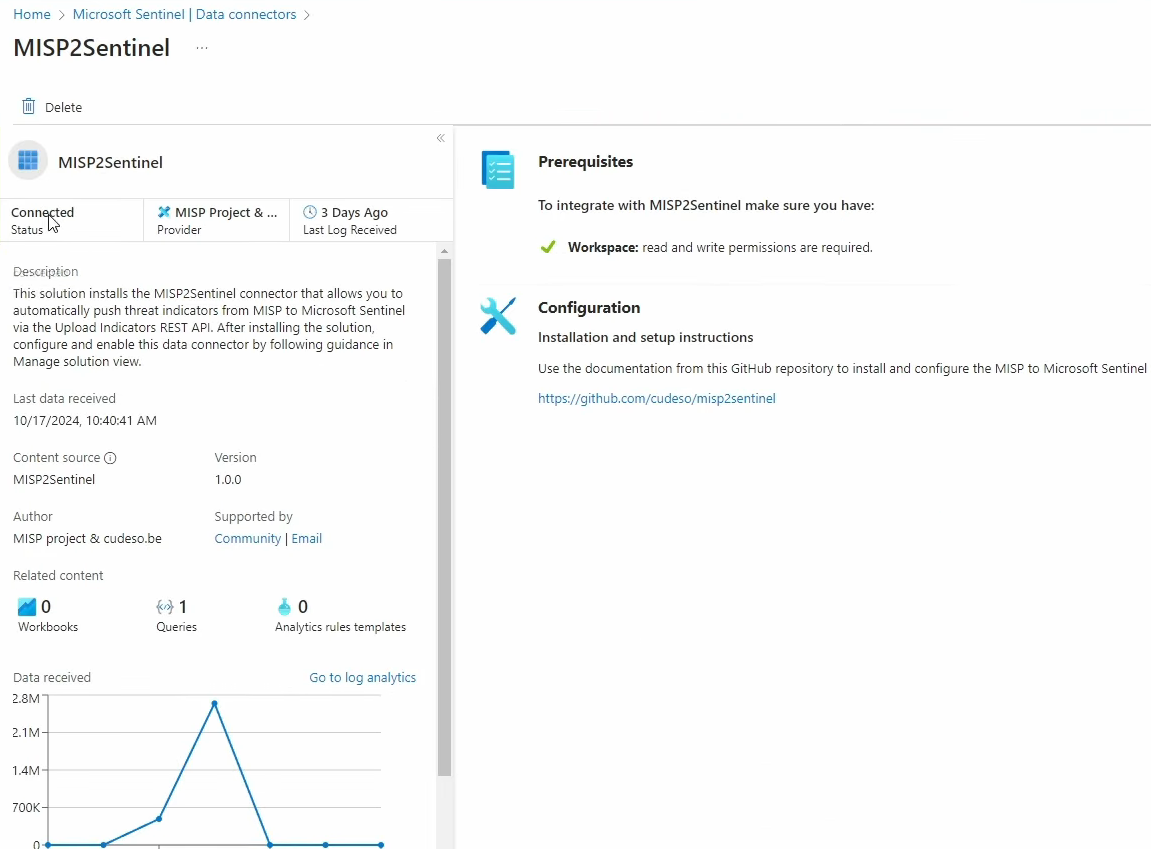 Home > Microsoft Sentinel | Data connectors >
MISP2Sentinel ...
Delete
«
MISP2Sentinel
Connected
Status
MISP Project & ...
Provider
3 Days Ago
Last Log Received
Description
This solution installs the MISP2Sentinel connector that allows you to
automatically push threat indicators from MISP to Microsoft Sentinel
via the Upload Indicators REST API. After installing the solution,
configure and enable this data connector by following guidance in
Manage solution view.
Last data received
10/17/2024, 10:40:41 AM
Content source
MISP2Sentinel
Version
1.0.0
Author
MISP project & cudeso.be
Supported by
Community | Email
Related content
0
Workbooks
1
Queries
0
Analytics rules templates
Data received
Go to log analytics
2.8M
2.1M
1.4M
700K
0
Prerequisites
To integrate with MISP2Sentinel make sure you have:
Workspace: read and write permissions are required.
Configuration
Installation and setup instructions
Use the documentation from this GitHub repository to install and configure the MISP to Microsoft Sentinel
https://github.com/cudeso/misp2sentinel